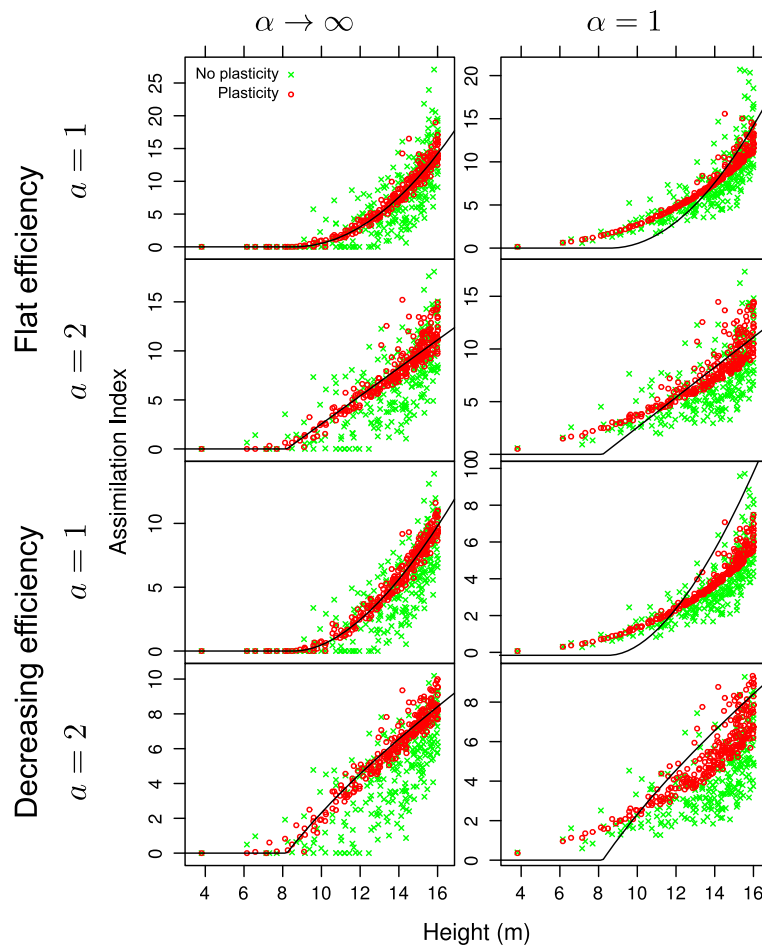 α → ∞
α = 1
No plasticity
Plasticity
0
5
10
15
20
25
0
5
10
15
20
Flat efficiency
a = 1
0
5
10
15
0
5
10
15
a = 2
Assimilation Index
0
5
10
0
2
4
6
8
100
Decreasing efficiency
a = 1
0
2
4
6
8
10
0
2
4
6
8
a = 2
4 6 8 10 12 14 16
4 6 8 10 12 14 16
Height (m)